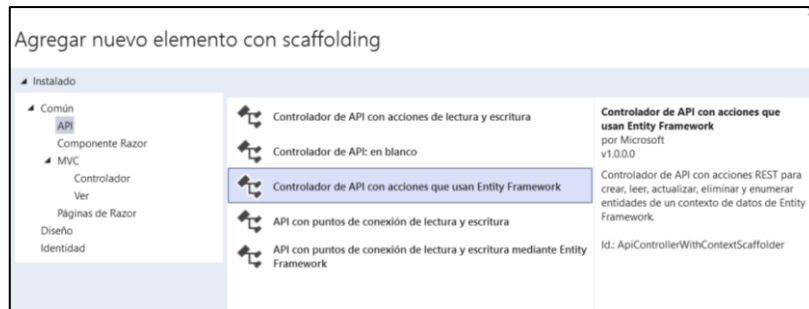 Agregar nuevo elemento con scaffolding
Instalado
Común
API
Componente Razor
MVC
Controlador
Ver
Páginas de Razor
Diseño
Identidad
Controlador de API con acciones de lectura y escritura
Controlador de API: en blanco
Controlador de API con acciones que usan Entity Framework
API con puntos de conexión de lectura y escritura
API con puntos de conexión de lectura y escritura mediante Entity
Framework
Controlador de API con acciones que
usan Entity Framework
por Microsoft
v1.0.0.0
Controlador de API con acciones REST para
crear, leer, actualizar, eliminar y enumerar
entidades de un contexto de datos de Entity
Framework.
Id.: ApiControllerWithContextScaffolder